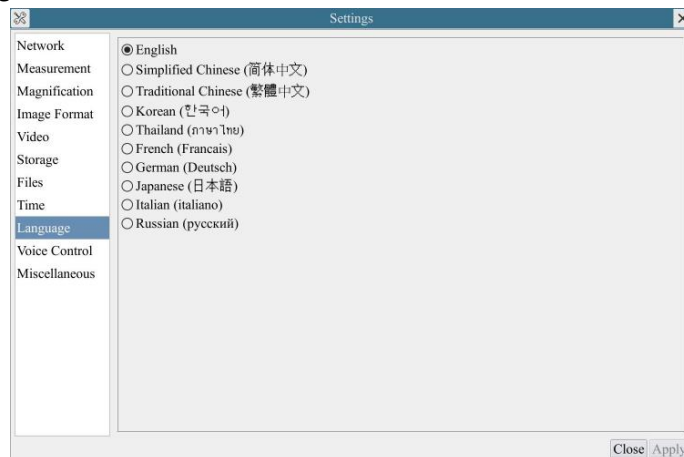 Settings
Network
Measurement
Magnification
Image Format
Video
Storage
Files
Time
Language
Voice Control
Miscellaneous
English
Simplified Chinese (简体中文)
Traditional Chinese (繁體中文)
Korean (한국어)
Thailand (ภาษาไทย)
French (Francais)
German (Deutsch)
Japanese (日本語)
Italian (italiano)
Russian (русский)
Close Apply